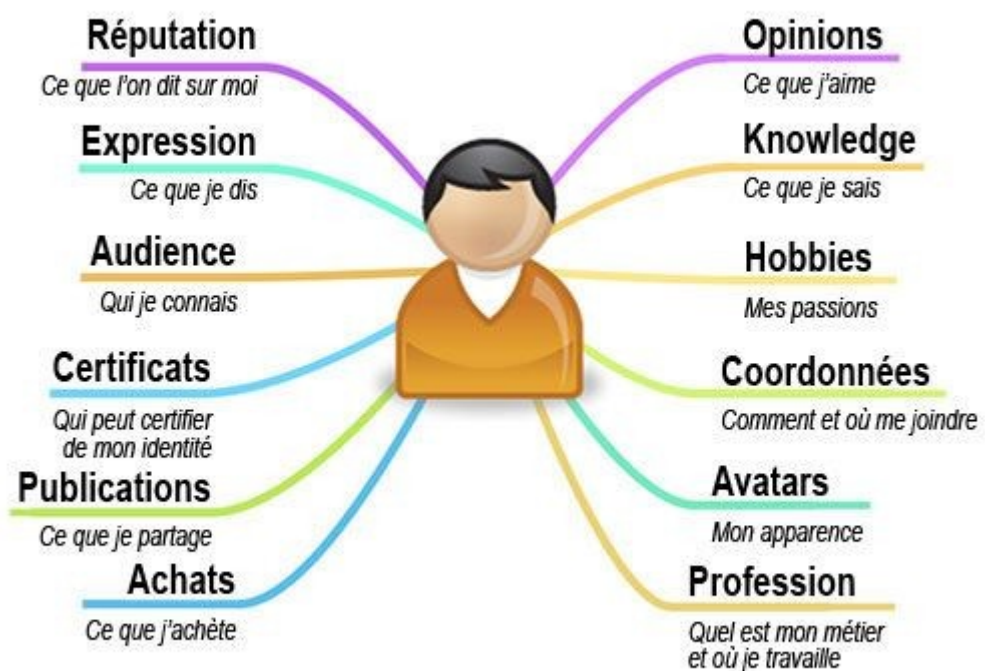 Réputation
Ce que l'on dit sur moi
Expression
Ce que je dis
Audience
Qui je connais
Certificats
Qui peut certifier
de mon identité
Publications
Ce que je partage
Achats
Ce que j'achète
Opinions
Ce que j'aime
Knowledge
Ce que je sais
Hobbies
Mes passions
Coordonnées
Comment et où me joindre
Avatars
Mon apparence
Profession
Quel est mon métier
et où je travaille